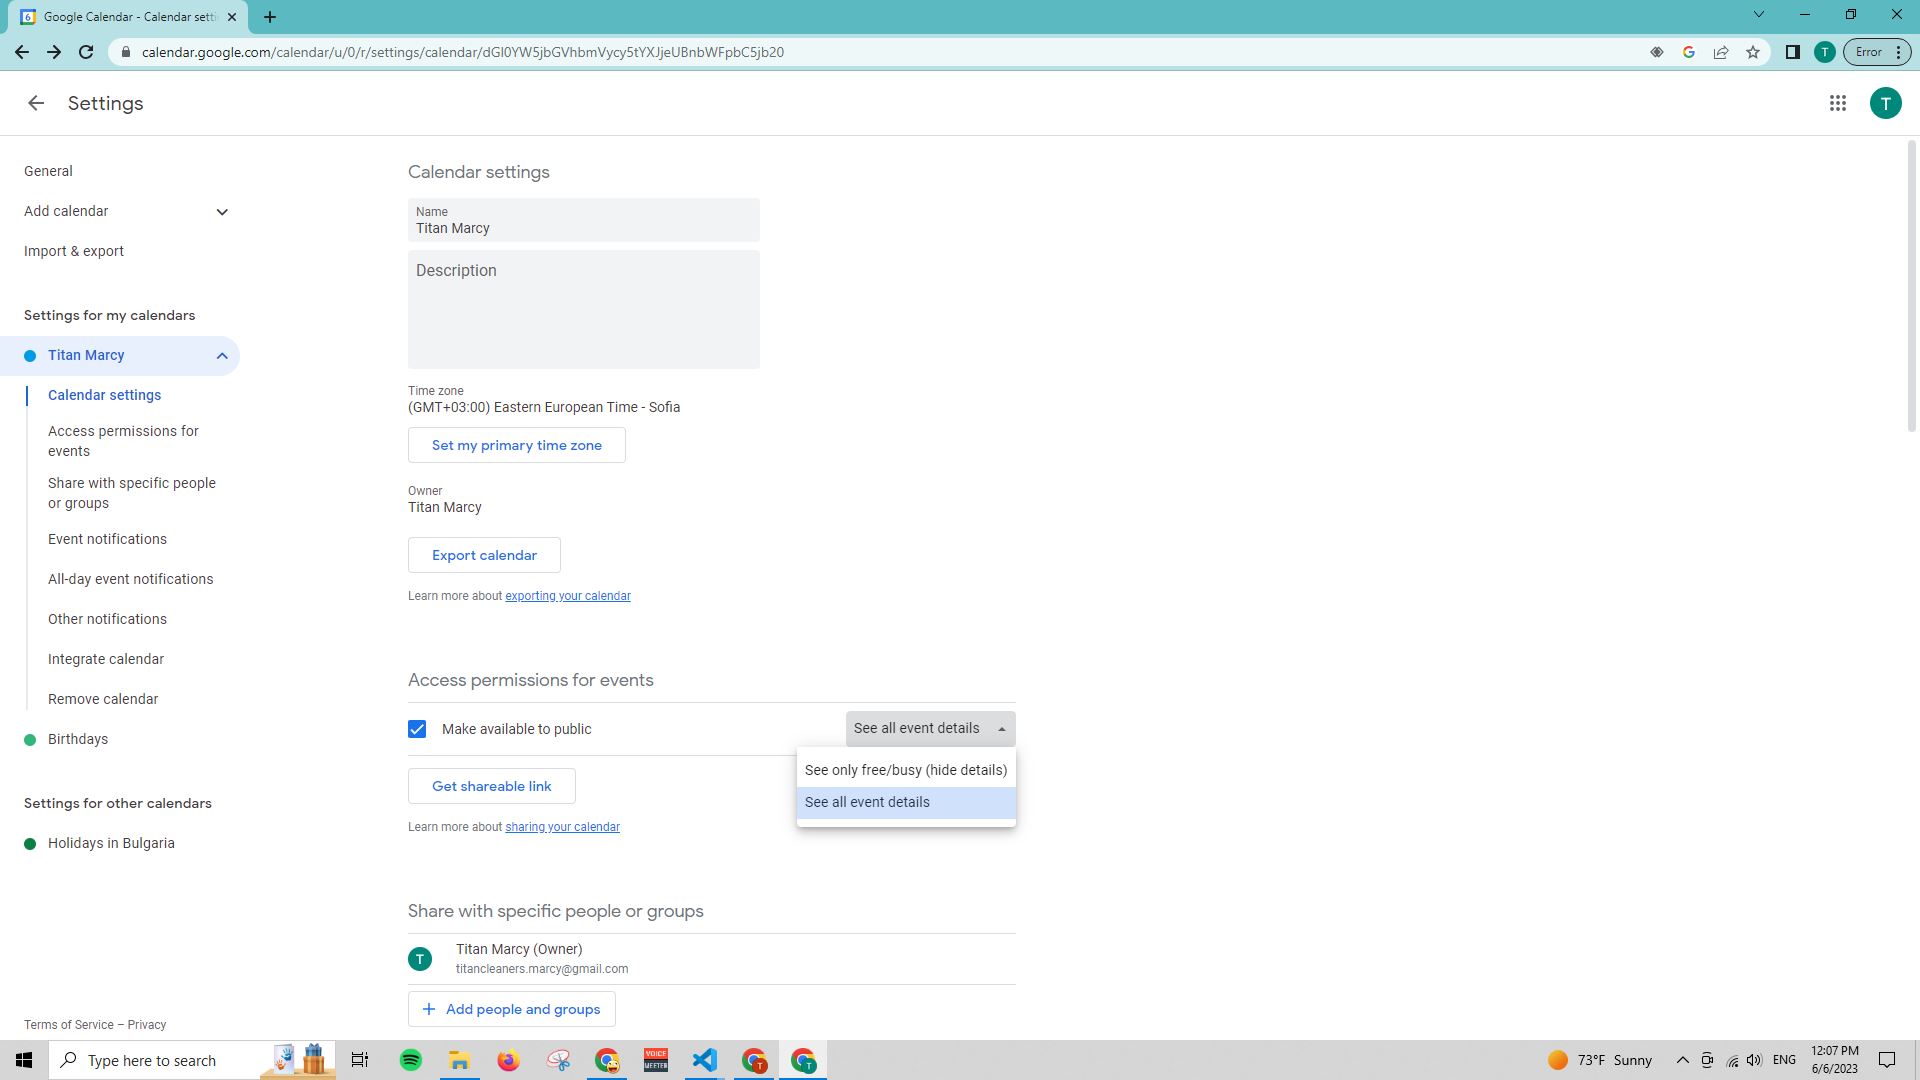 Google Calendar - Calendar setti
calendar.google.com/calendar/u/0/r/settings/calendar/dGl0YW5jbGVhbmVycy5tYXJjeUBnbWFpbC5jb20
T
Error
Settings
T
General
Add calendar
Import & export
Settings for my calendars
Titan Marcy
Calendar settings
Access permissions for
events
Share with specific people
or groups
Event notifications
All-day event notifications
Other notifications
Integrate calendar
Remove calendar
Birthdays
Settings for other calendars
Holidays in Bulgaria
Terms of Service – Privacy
Calendar settings
Name
Titan Marcy
Description
Time zone
(GMT+03:00) Eastern European Time - Sofia
Set my primary time zone
Owner
Titan Marcy
Export calendar
Learn more about exporting your calendar
Access permissions for events
Make available to public
See all event details
See only free/busy (hide details)
See all event details
Get shareable link
Learn more about sharing your calendar
Share with specific people or groups
T
Titan Marcy (Owner)
titancleaners.marcy@gmail.com
Add people and groups
Type here to search
VOICE
MEETER
T
T
73°F Sunny
ENG
12:07 PM
6/6/2023